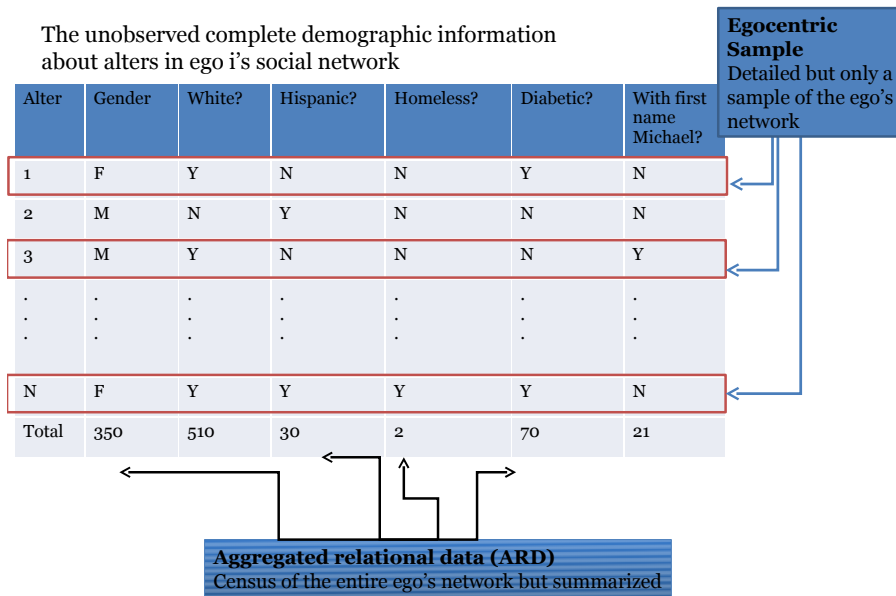 The unobserved complete demographic information
about alters in ego i's social network
Egocentric
Sample
Detailed but only a
sample of the ego's
network
Alter Gender White? Hispanic? Homeless? Diabetic? With first
name
Michael?
1 F Y N N Y N
2 M N Y N N N
3 M Y N N N Y
. . . . . . .
. . . . . . .
. . . . . . .
N F Y Y Y Y N
Total 350 510 30 2 70 21
Aggregated relational data (ARD)
Census of the entire ego's network but summarized